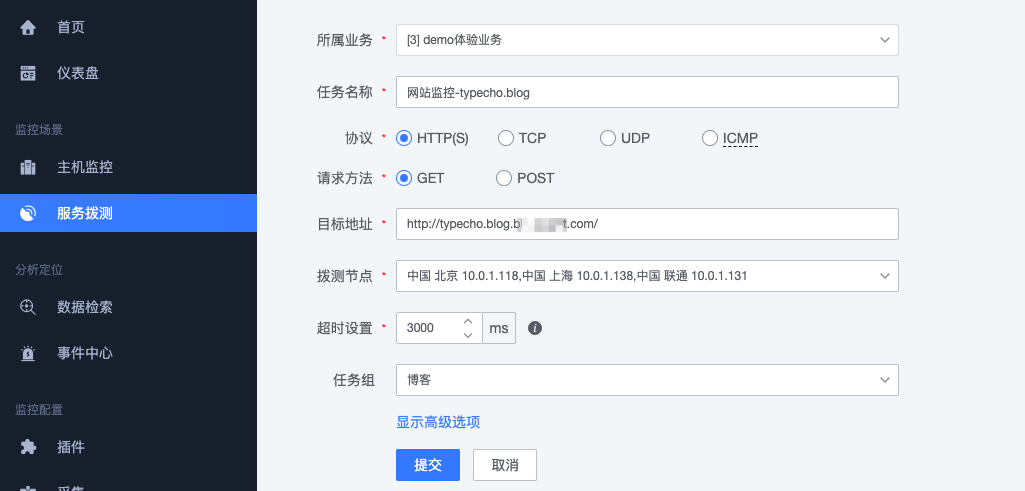 首页
仪表盘
监控场景
主机监控
服务拨测
分析定位
数据检索
事件中心
监控配置
插件
采集
所属业务 * [3] demo体验业务
任务名称 * 网站监控-typecho.blog
协议 * HTTP(S) TCP UDP ICMP
请求方法 * GET POST
目标地址 * http://typecho.blog.b .com/
拨测节点 * 中国 北京 10.0.1.118,中国 上海 10.0.1.138,中国 联通 10.0.1.131
超时设置 * 3000 ms
任务组 博客
显示高级选项
提交 取消